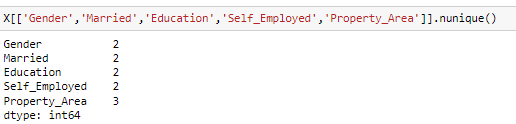 X[['Gender','Married','Education','Self_Employed','Property_Area']].nunique()
Gender           2
Married          2
Education        2
Self_Employed    2
Property_Area    3
dtype: int64